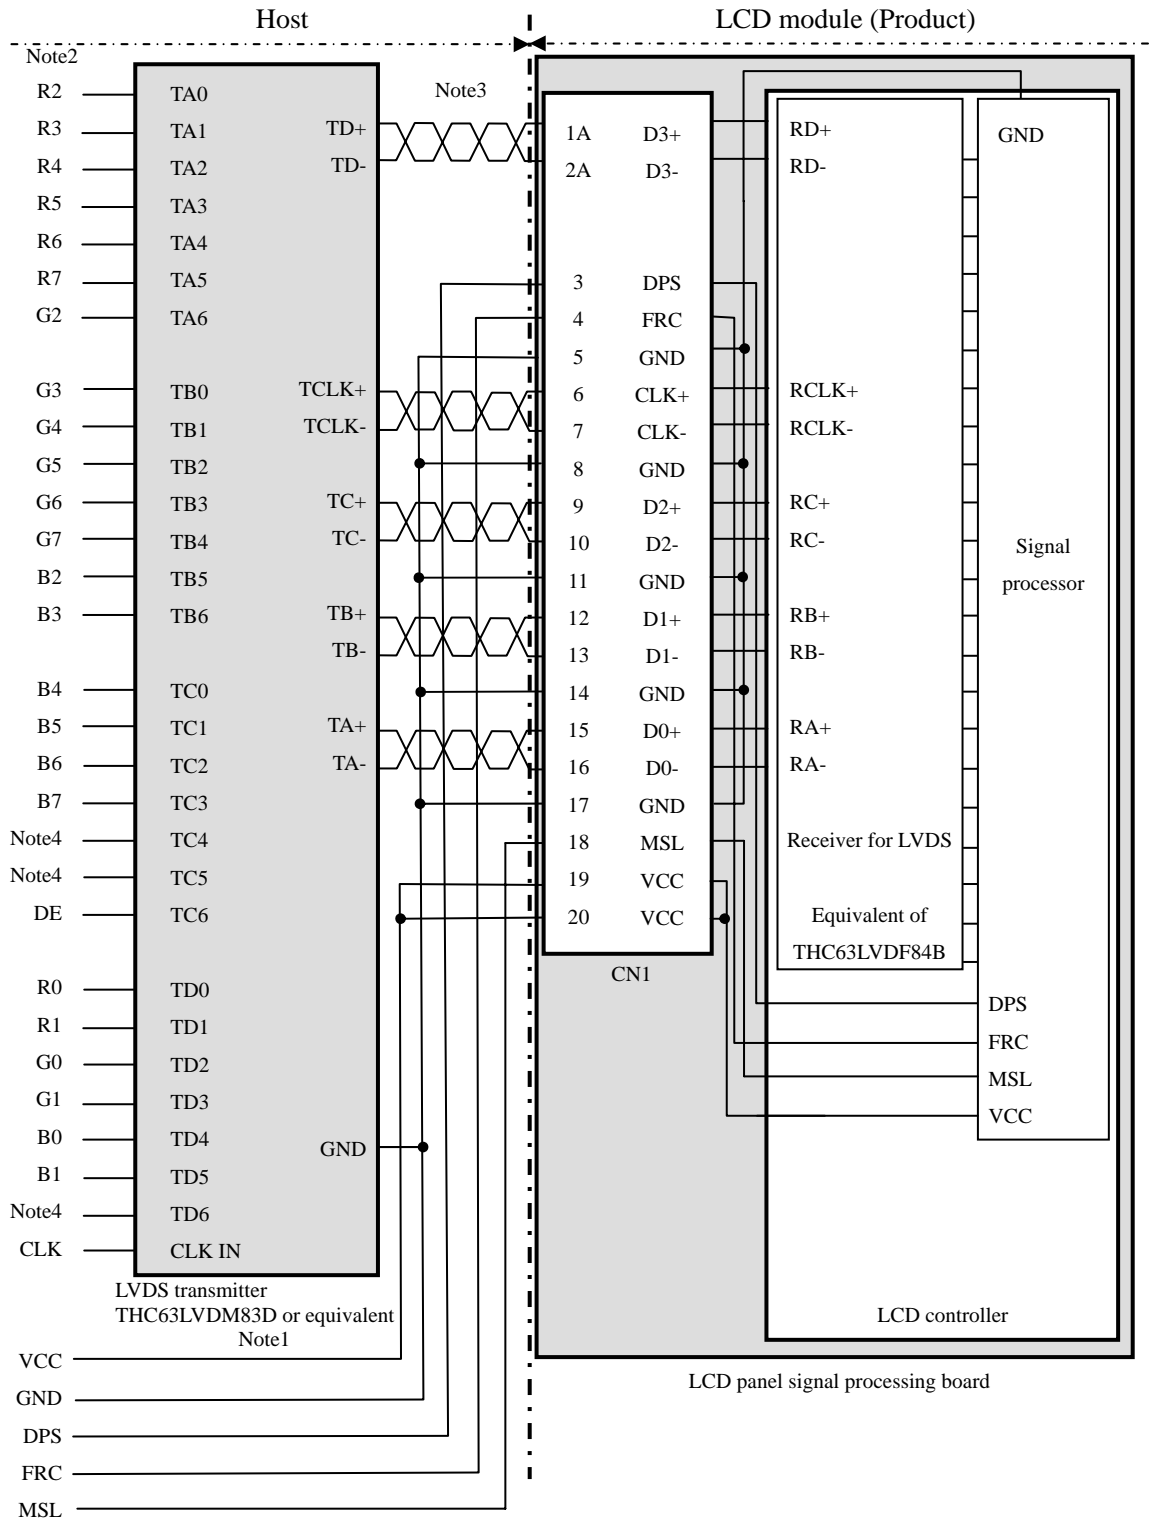 Host
LCD module (Product)
Note2
R2 TA0
R3 TA1
R4 TA2
R5 TA3
R6 TA4
R7 TA5
G2 TA6
G3 TB0
G4 TB1
G5 TB2
G6 TB3
G7 TB4
B2 TB5
B3 TB6
B4 TC0
B5 TC1
B6 TC2
B7 TC3
Note4 TC4
Note4 TC5
DE TC6
R0 TD0
R1 TD1
G0 TD2
G1 TD3
B0 TD4
B1 TD5
Note4 TD6
CLK CLK IN
TD+
TD-
TCLK+
TCLK-
TC+
TC-
TB+
TB-
TA+
TA-
GND
LVDS transmitter
THC63LVDM83D or equivalent
Note1
VCC
GND
DPS
FRC
MSL
Note3
1A D3+
2A D3-
3 DPS
4 FRC
5 GND
6 CLK+
7 CLK-
8 GND
9 D2+
10 D2-
11 GND
12 D1+
13 D1-
14 GND
15 D0+
16 D0-
17 GND
18 MSL
19 VCC
20 VCC
CN1
RD+
RD-
RCLK+
RCLK-
RC+
RC-
RB+
RB-
RA+
RA-
Receiver for LVDS
Equivalent of
THC63LVDF84B
GND
Signal
processor
DPS
FRC
MSL
VCC
LCD controller
LCD panel signal processing board